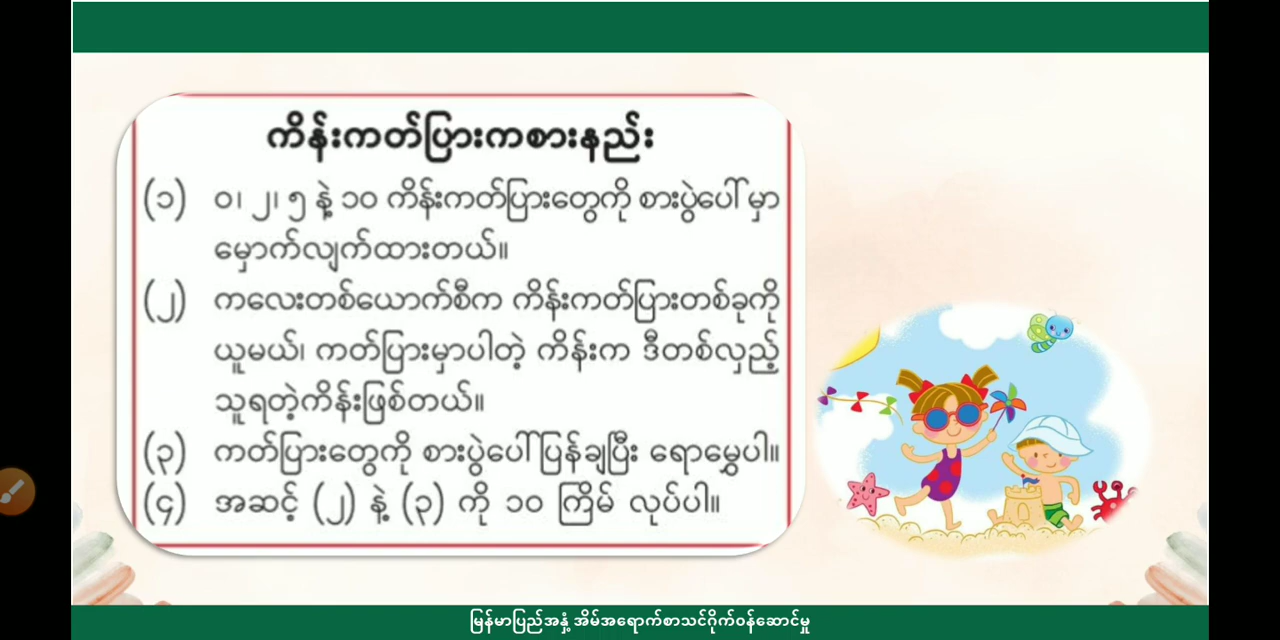 ကိန်းကတ်ပြားကစားနည်း
(၁) ၀၊ ၂၊ ၅ နဲ့ ၁၀ ကိန်းကတ်ပြားတွေကို စားပွဲပေါ်မှာ
မှောက်လျက်ထားတယ်။
(၂) ကလေးတစ်ယောက်စီက ကိန်းကတ်ပြားတစ်ခုကို
ယူမယ်၊ ကတ်ပြားမှာပါတဲ့ ကိန်းက ဒီတစ်လှည့်
သူရတဲ့ကိန်းဖြစ်တယ်။
(၃) ကတ်ပြားတွေကို စားပွဲပေါ်ပြန်ချပြီး ရောမွှေပါ။
(၄) အဆင့် (၂) နဲ့ (၃) ကို ၁၀ ကြိမ် လုပ်ပါ။
မြန်မာပြည်အနှံ့ အိမ်အရောက်စာသင်ဝိုက်ဝန်ဆောင်မှု